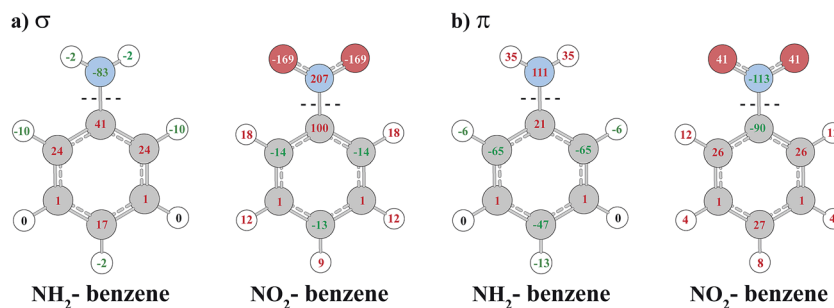 a) σ
b) π
-2 -2 -169 -169 35 35 41 41
-83 207 111 -113
41 100 21 -90
-10 -10 18 18 -6 -6 12
24 24 -14 -14 -65 -65 26 26
1 1 1 1 1 1 1 1
0 0 12 12 0 0 4
17 -13 -47 27
-2 9 -13 8
NH2- benzene NO2- benzene NH2- benzene NO2- benzene